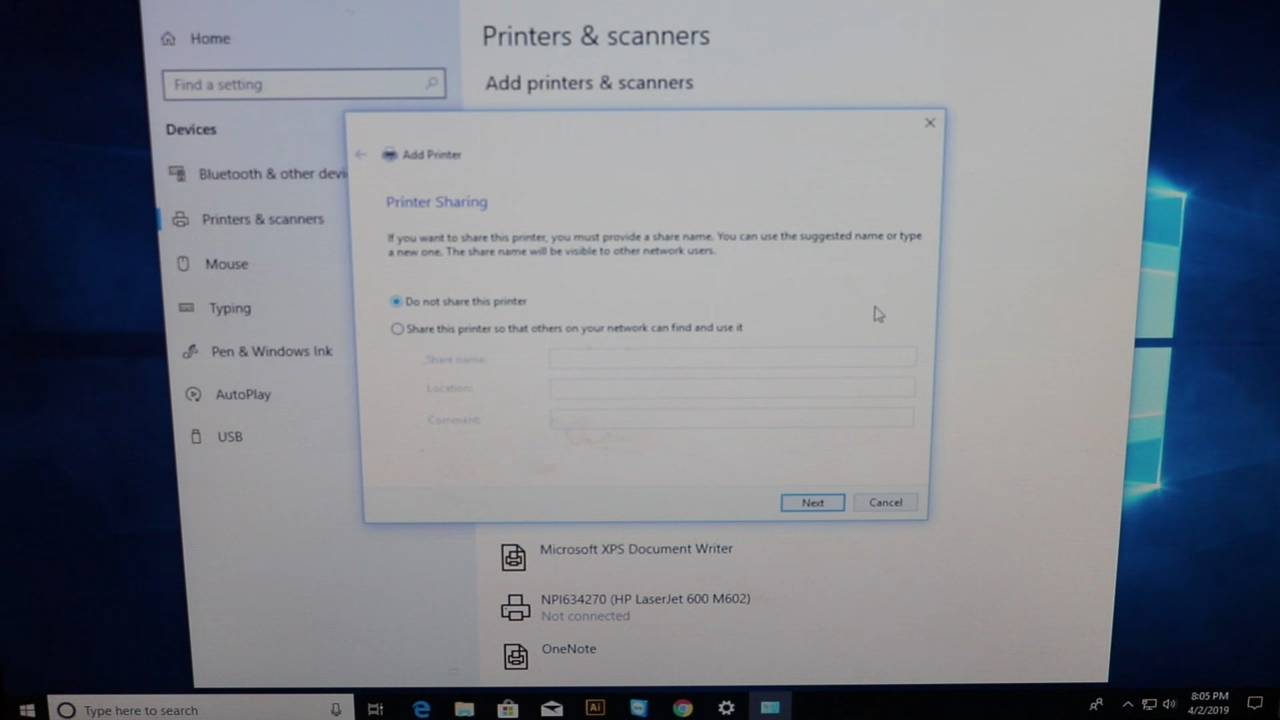 Home
Find a setting
Devices
Bluetooth & other devi
Printers & scanners
Mouse
Typing
Pen & Windows Ink
AutoPlay
USB
Printers & scanners
Add printers & scanners
Add Printer
Printer Sharing
If you want to share this printer, you must provide a share name. You can use the suggested name or type
a new one. The share name will be visible to other network users.
Do not share this printer
Share this printer so that others on your network can find and use it
Share name:
Location:
Comment:
Next
Cancel
Microsoft XPS Document Writer
NPI634270 (HP LaserJet 600 M602)
Not connected
OneNote
Type here to search
Ai
8:05 PM
4/2/2019